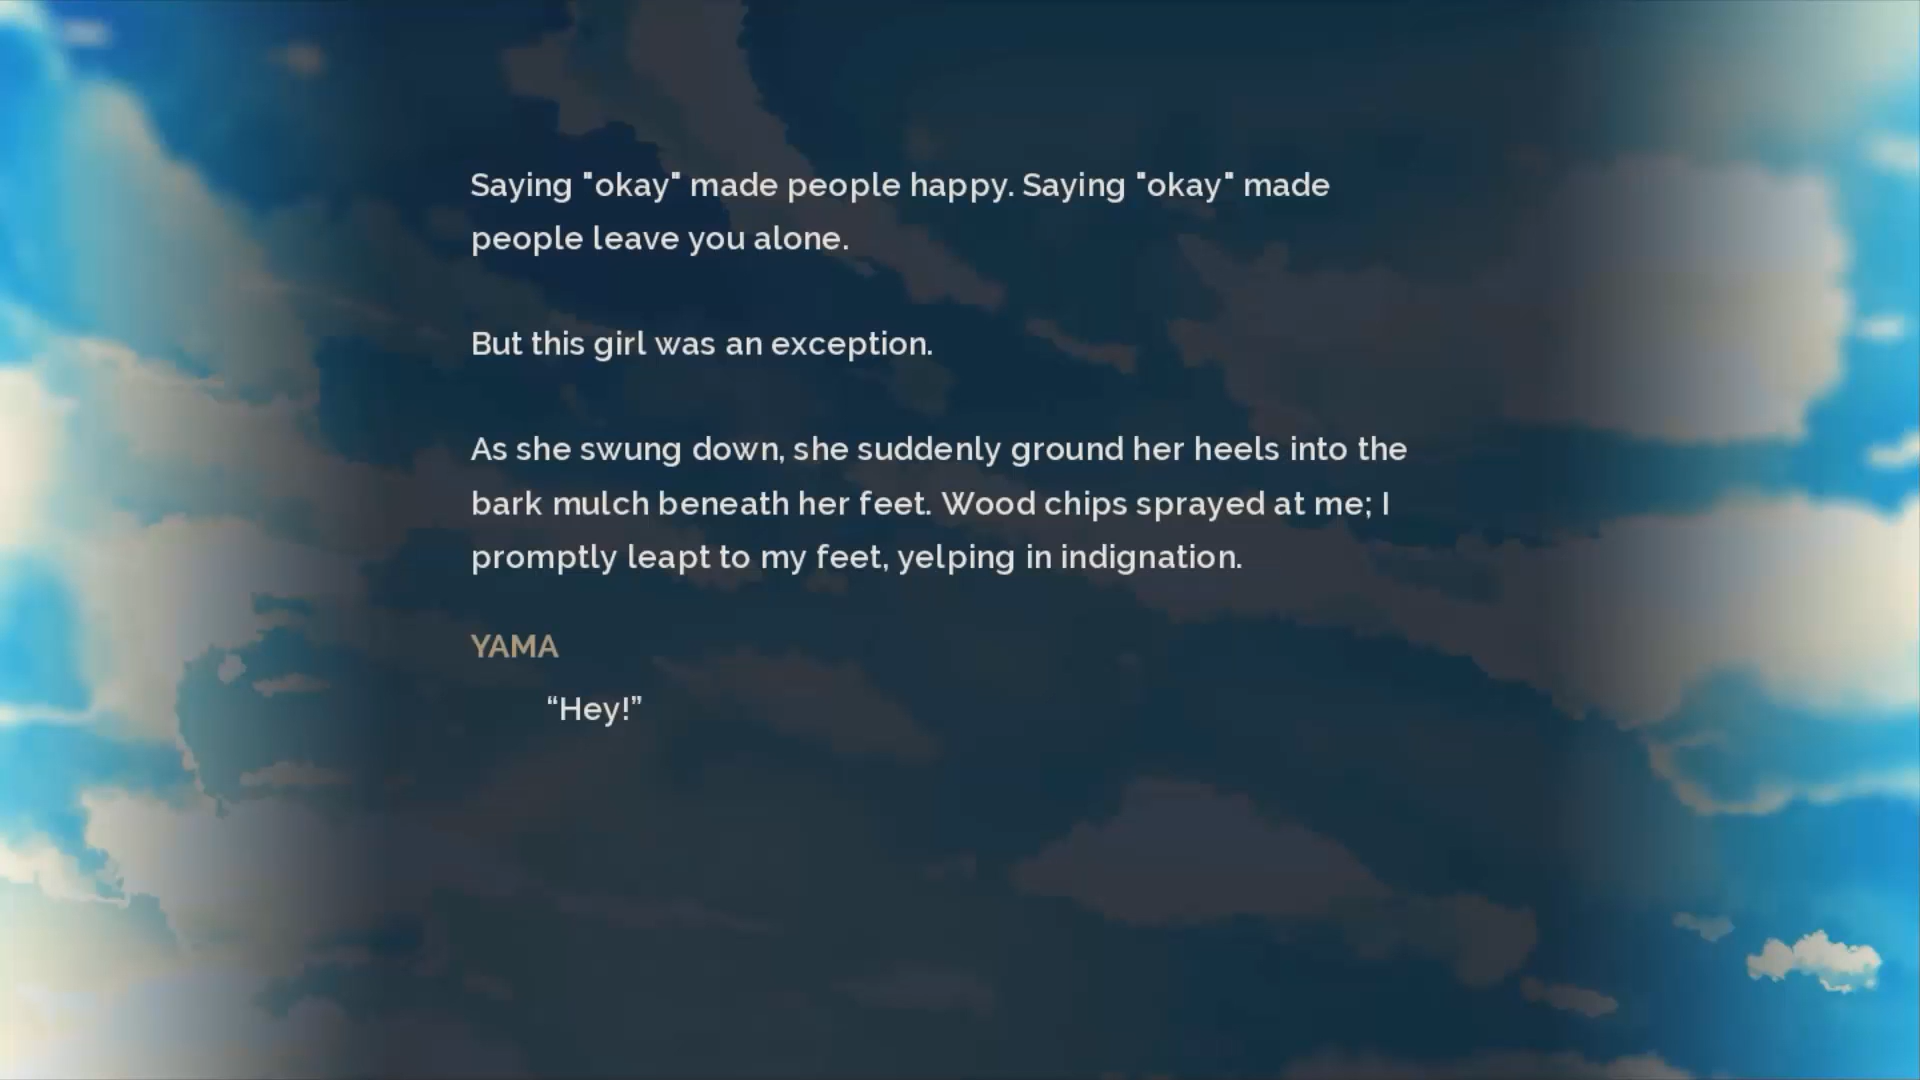 Saying "okay" made people happy. Saying "okay" made
people leave you alone.
But this girl was an exception.
As she swung down, she suddenly ground her heels into the
bark mulch beneath her feet. Wood chips sprayed at me; I
promptly leapt to my feet, yelping in indignation.
YAMA
“Hey!”